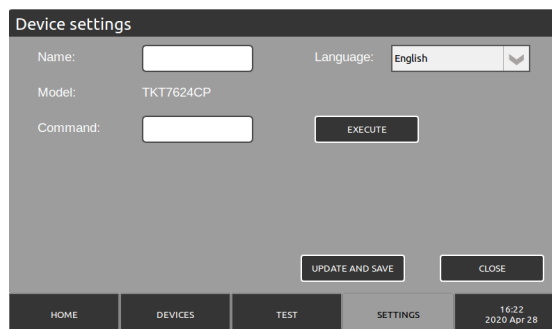 Device settings
Name: Language: English
Model: TKT7624CP
Command: EXECUTE
UPDATE AND SAVE CLOSE
HOME DEVICES TEST SETTINGS 16:22
2020 Apr 28